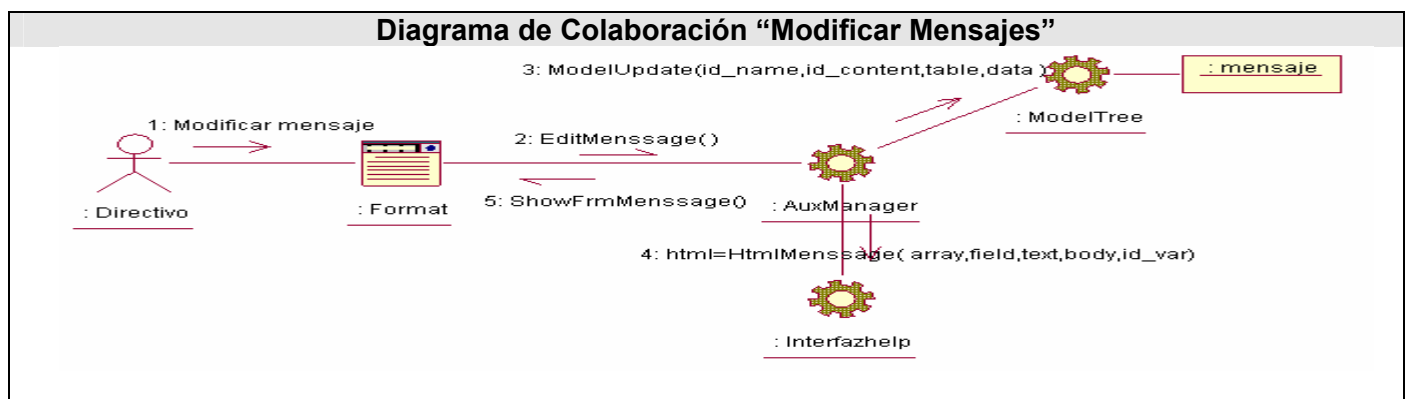 Diagrama de Colaboración “Modificar Mensajes”
3: ModelUpdate(id_name,id_content,table,data )
: mensaje
: ModelTree
1: Modificar mensaje
2: EditMenssage()
: Directivo
: Format
5: ShowFrmMenssage()
: AuxManager
4: html=HtmlMenssage( array,field,text,body,id_var)
: Interfazhelp